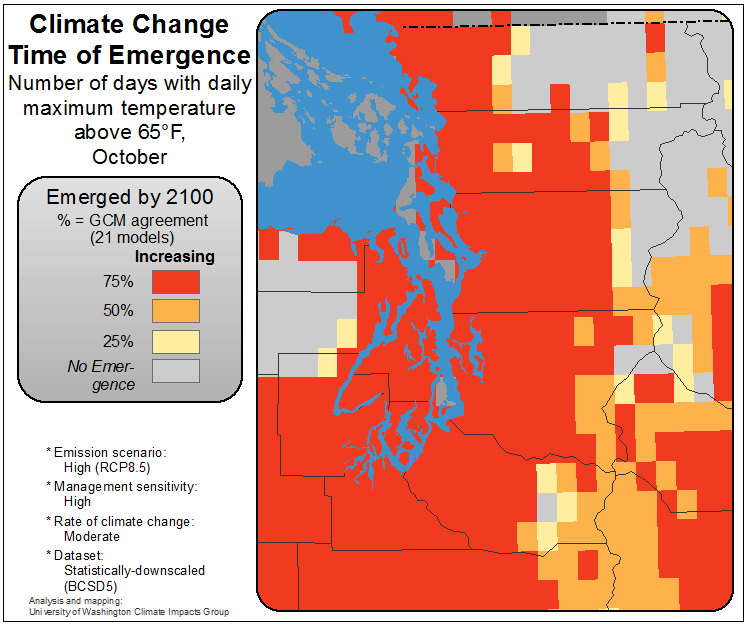 Climate Change
Time of Emergence
Number of days with daily
maximum temperature
above 65°F,
October
Emerged by 2100
% = GCM agreement
(21 models)
Increasing
75%
50%
25%
No Emer-
gence
* Emission scenario:
High (RCP8.5)
* Management sensitivity:
High
* Rate of climate change:
Moderate
* Dataset:
Statistically-downscaled
(BCSD5)
Analysis and mapping:
University of Washington Climate Impacts Group